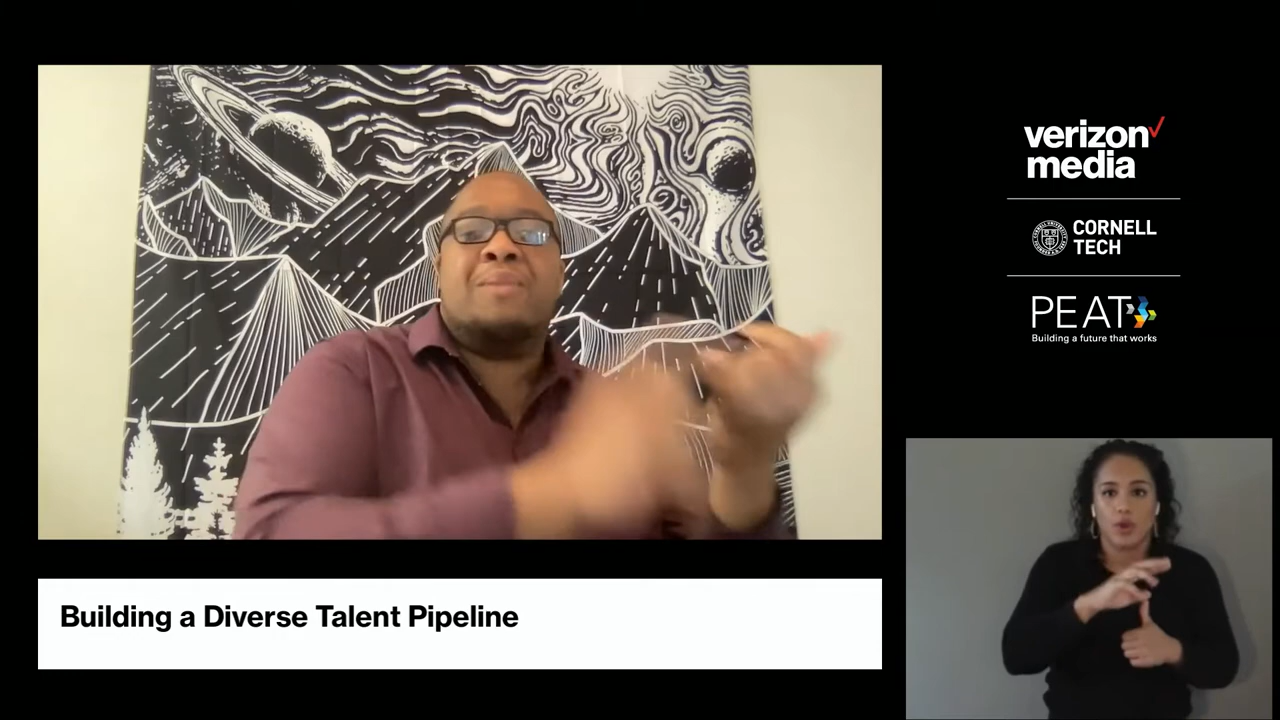 verizon
media
CORNELL
TECH
PEAT
Building a future that works
Building a Diverse Talent Pipeline